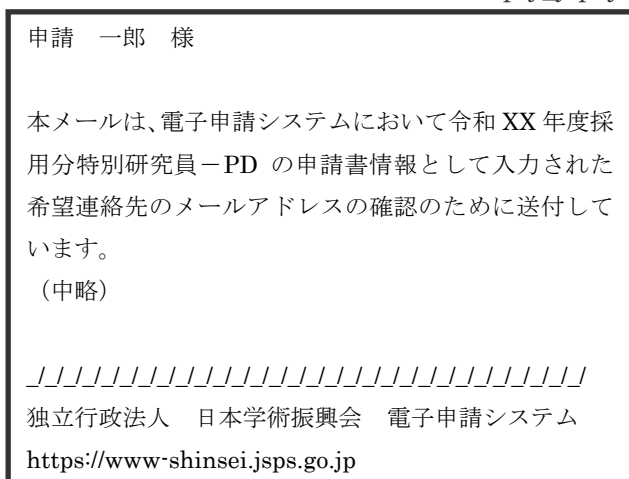 申請　一郎　様
本メールは、電子申請システムにおいて令和 XX 年度採
用分特別研究員－PD の申請書情報として入力された
希望連絡先のメールアドレスの確認のために送付して
います。
（中略）
_/_/_/_/_/_/_/_/_/_/_/_/_/_/_/_/_/_/_/_/_/_/_/_/_/_/_/_/_/_/
独立行政法人　日本学術振興会　電子申請システム
https://www-shinsei.jsps.go.jp